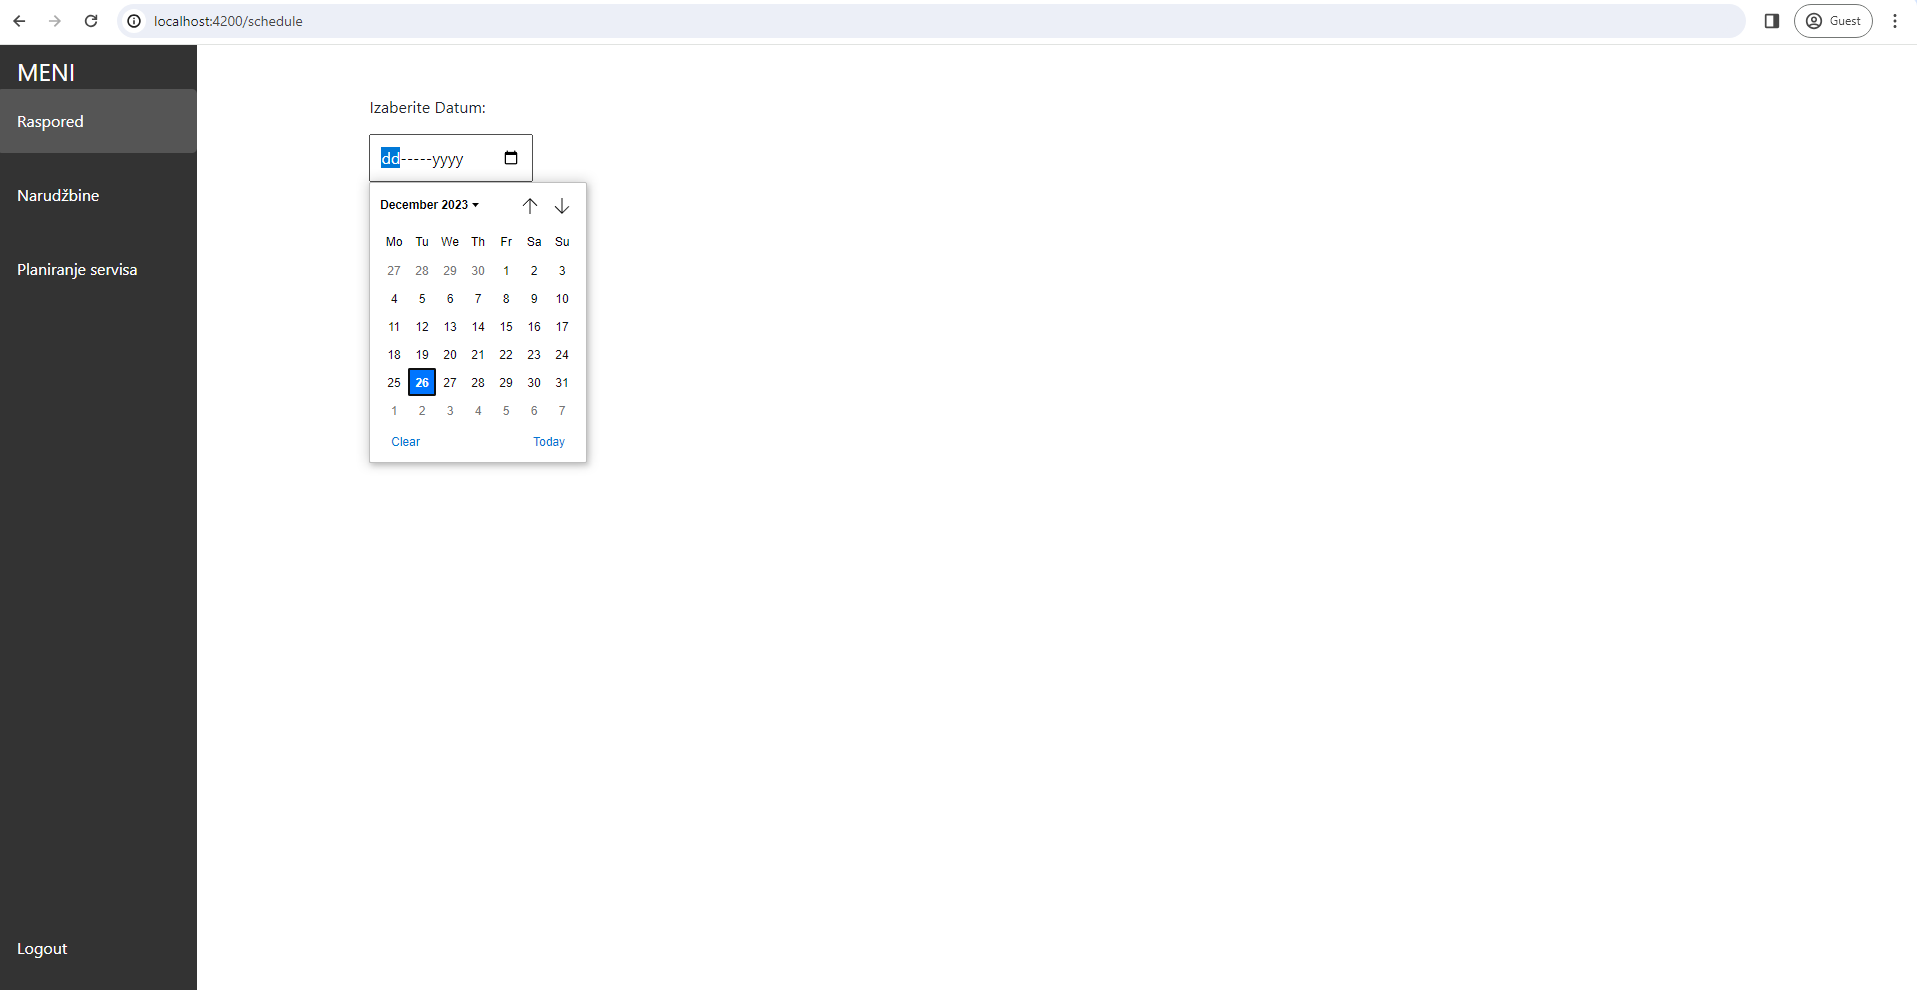 localhost:4200/schedule
Guest
MENI
Raspored
Narudžbine
Planiranje servisa
Logout
Izaberite Datum:
dd-----yyyy
December 2023
Mo Tu We Th Fr Sa Su
27 28 29 30 1 2 3
4 5 6 7 8 9 10
11 12 13 14 15 16 17
18 19 20 21 22 23 24
25 26 27 28 29 30 31
1 2 3 4 5 6 7
Clear Today